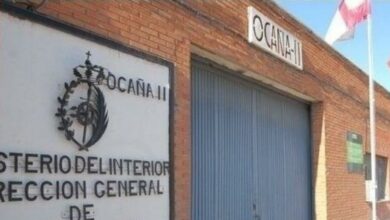 OCAÑA-II
OCAÑA II
STERIO DEL INTERIOR
RECCION GENERAL
DE